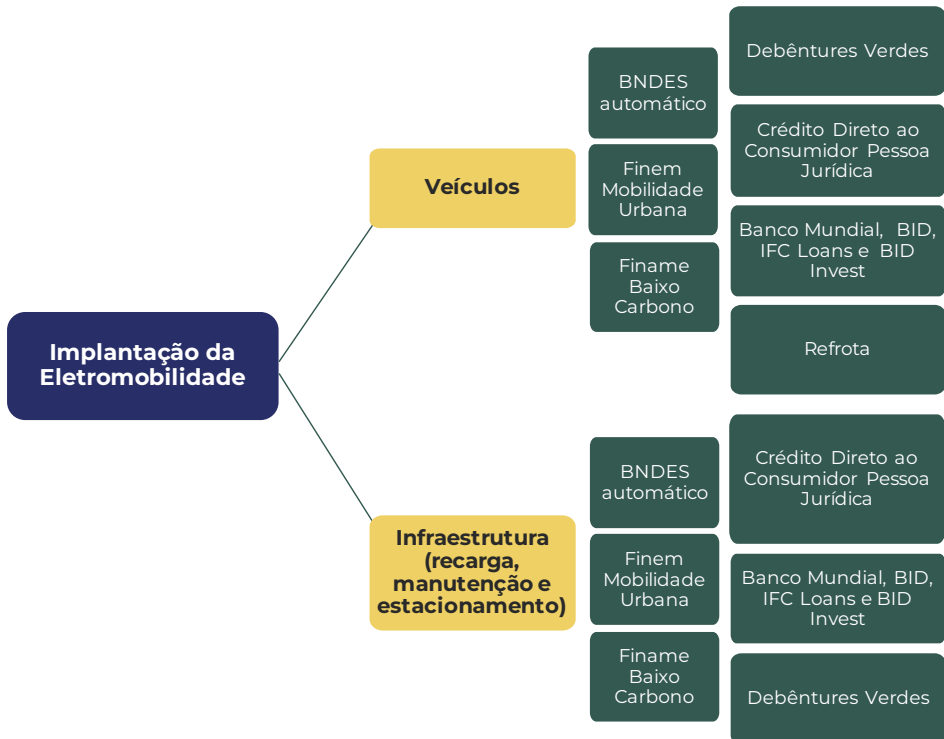 Implantação da
Eletromobilidade
Veículos
BNDES
automático
Finem
Mobilidade
Urbana
Finame
Baixo
Carbono
Debêntures Verdes
Crédito Direto ao
Consumidor Pessoa
Jurídica
Banco Mundial, BID,
IFC Loans e BID
Invest
Refrota
Infraestrutura
(recarga,
manutenção e
estacionamento)
BNDES
automático
Finem
Mobilidade
Urbana
Finame
Baixo
Carbono
Crédito Direto ao
Consumidor Pessoa
Jurídica
Banco Mundial, BID,
IFC Loans e BID
Invest
Debêntures Verdes